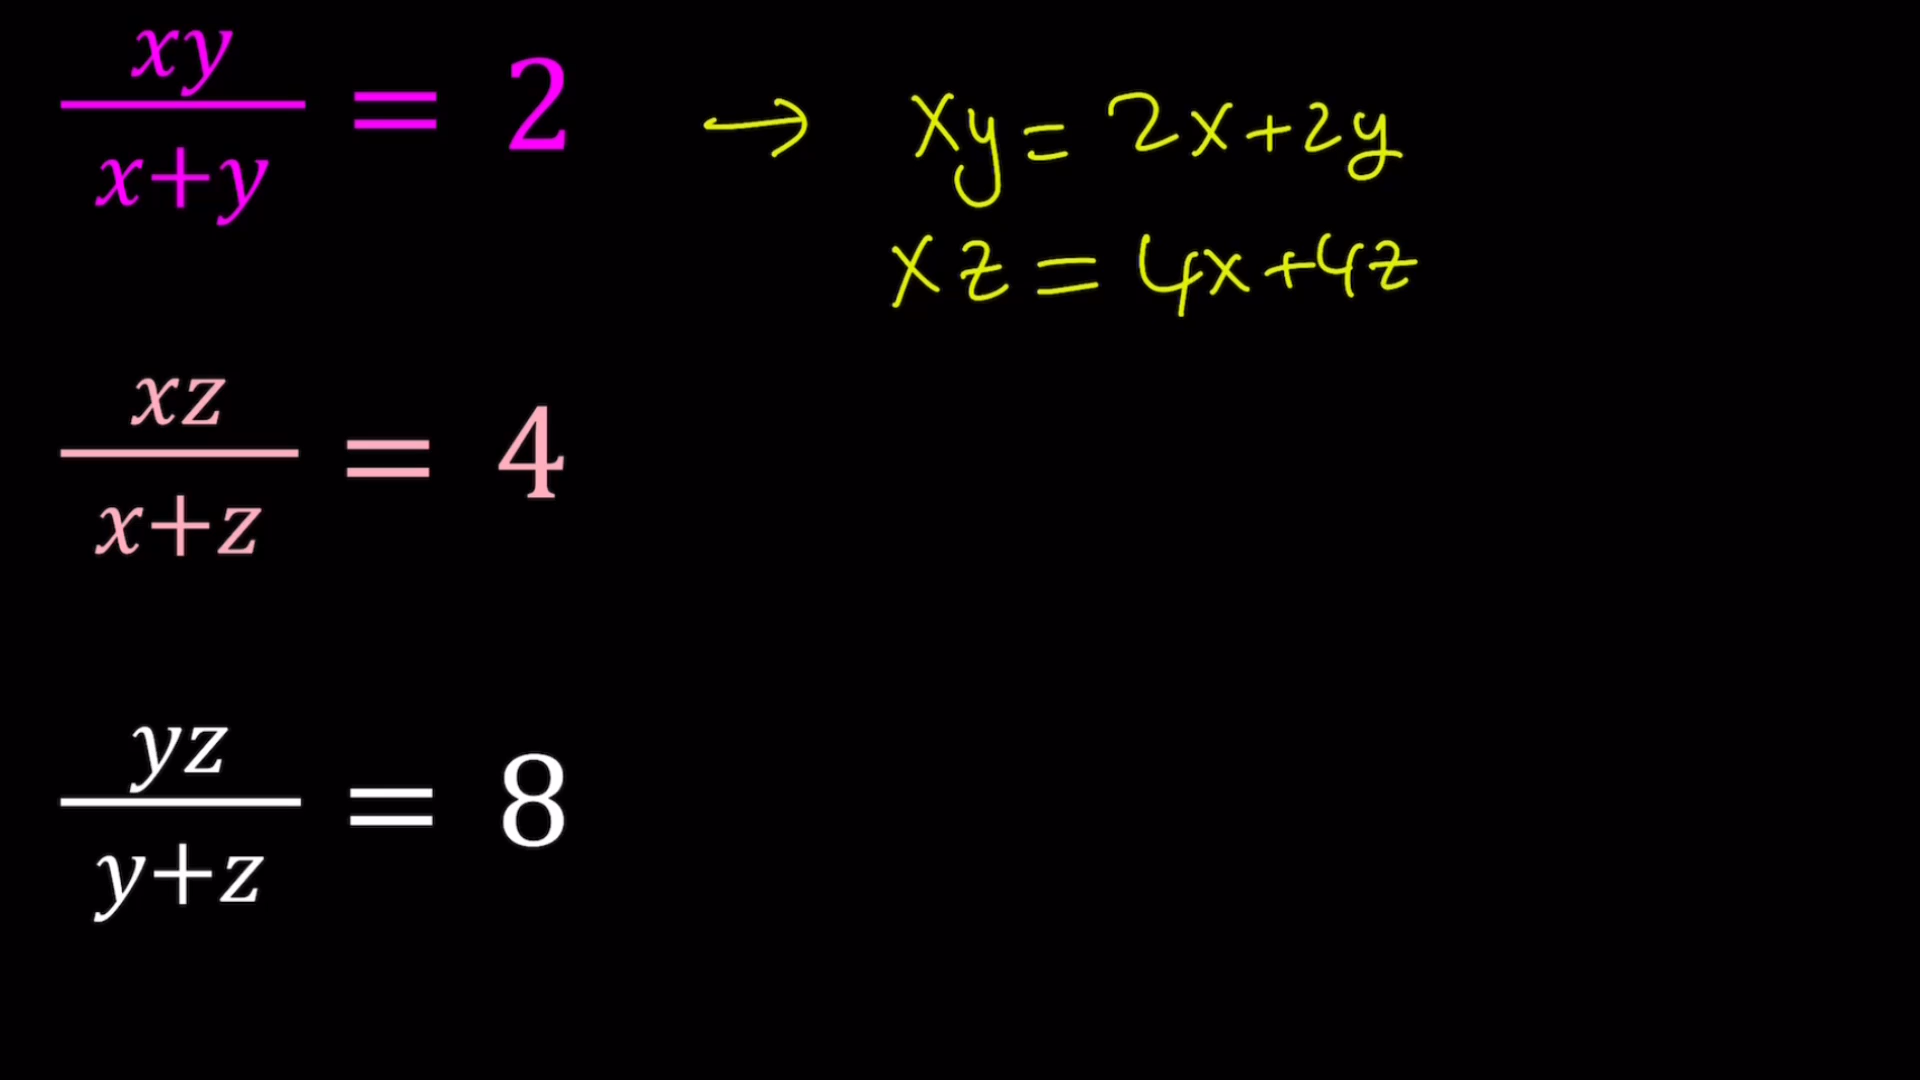 xy/x+y = 2 → xy = 2x+2y
xz = 4x+4z
xz/x+z = 4
yz/y+z = 8